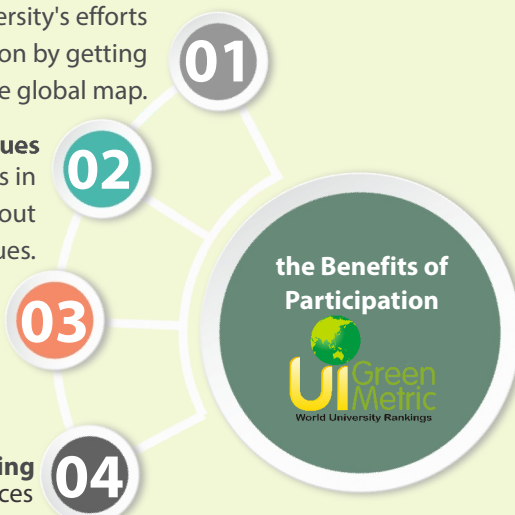 ersity's efforts
on by getting
e global map.
01
ues
s in
out
ues.
02
03
ing
ces
04
the Benefits of
Participation
UI Green
Metric
World University Rankings